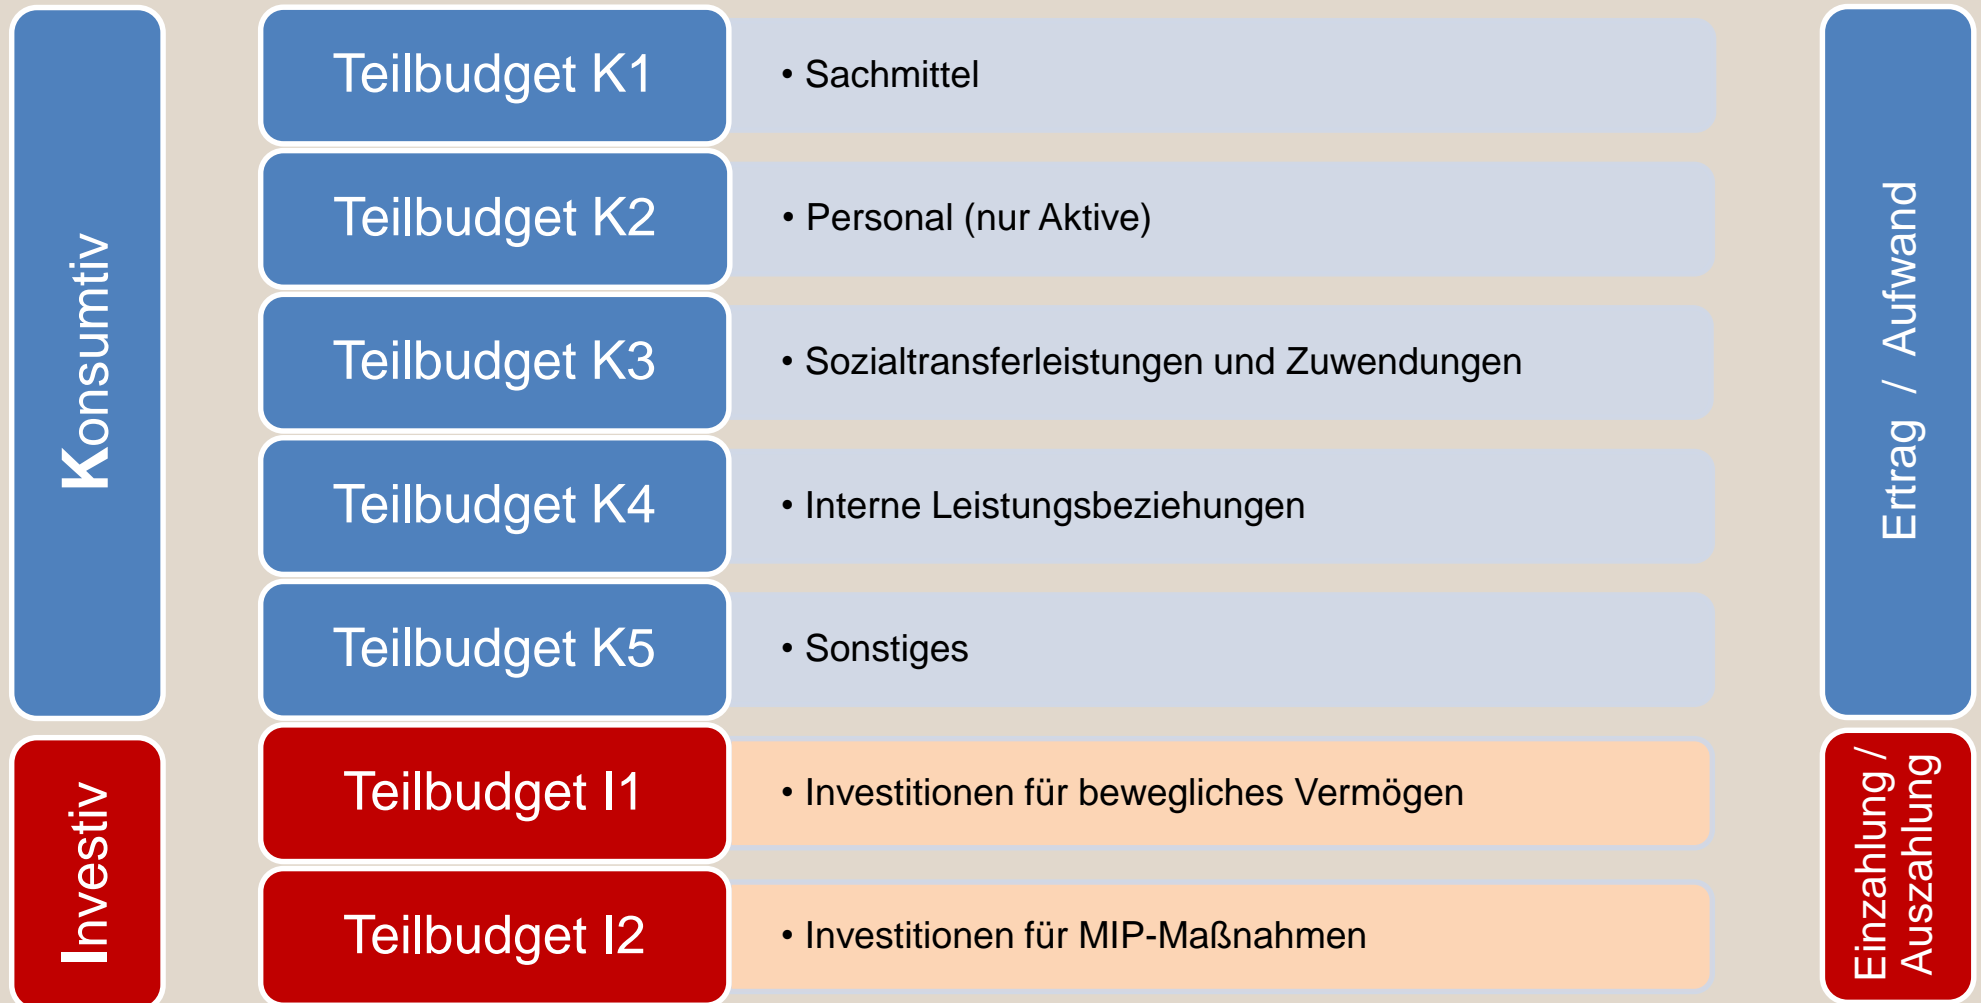 Konsumtiv
Teilbudget K1
• Sachmittel
Teilbudget K2
• Personal (nur Aktive)
Teilbudget K3
• Sozialtransferleistungen und Zuwendungen
Teilbudget K4
• Interne Leistungsbeziehungen
Teilbudget K5
• Sonstiges
Ertrag / Aufwand
Investiv
Teilbudget I1
• Investitionen für bewegliches Vermögen
Teilbudget I2
• Investitionen für MIP-Maßnahmen
Einzahlung /
Auszahlung